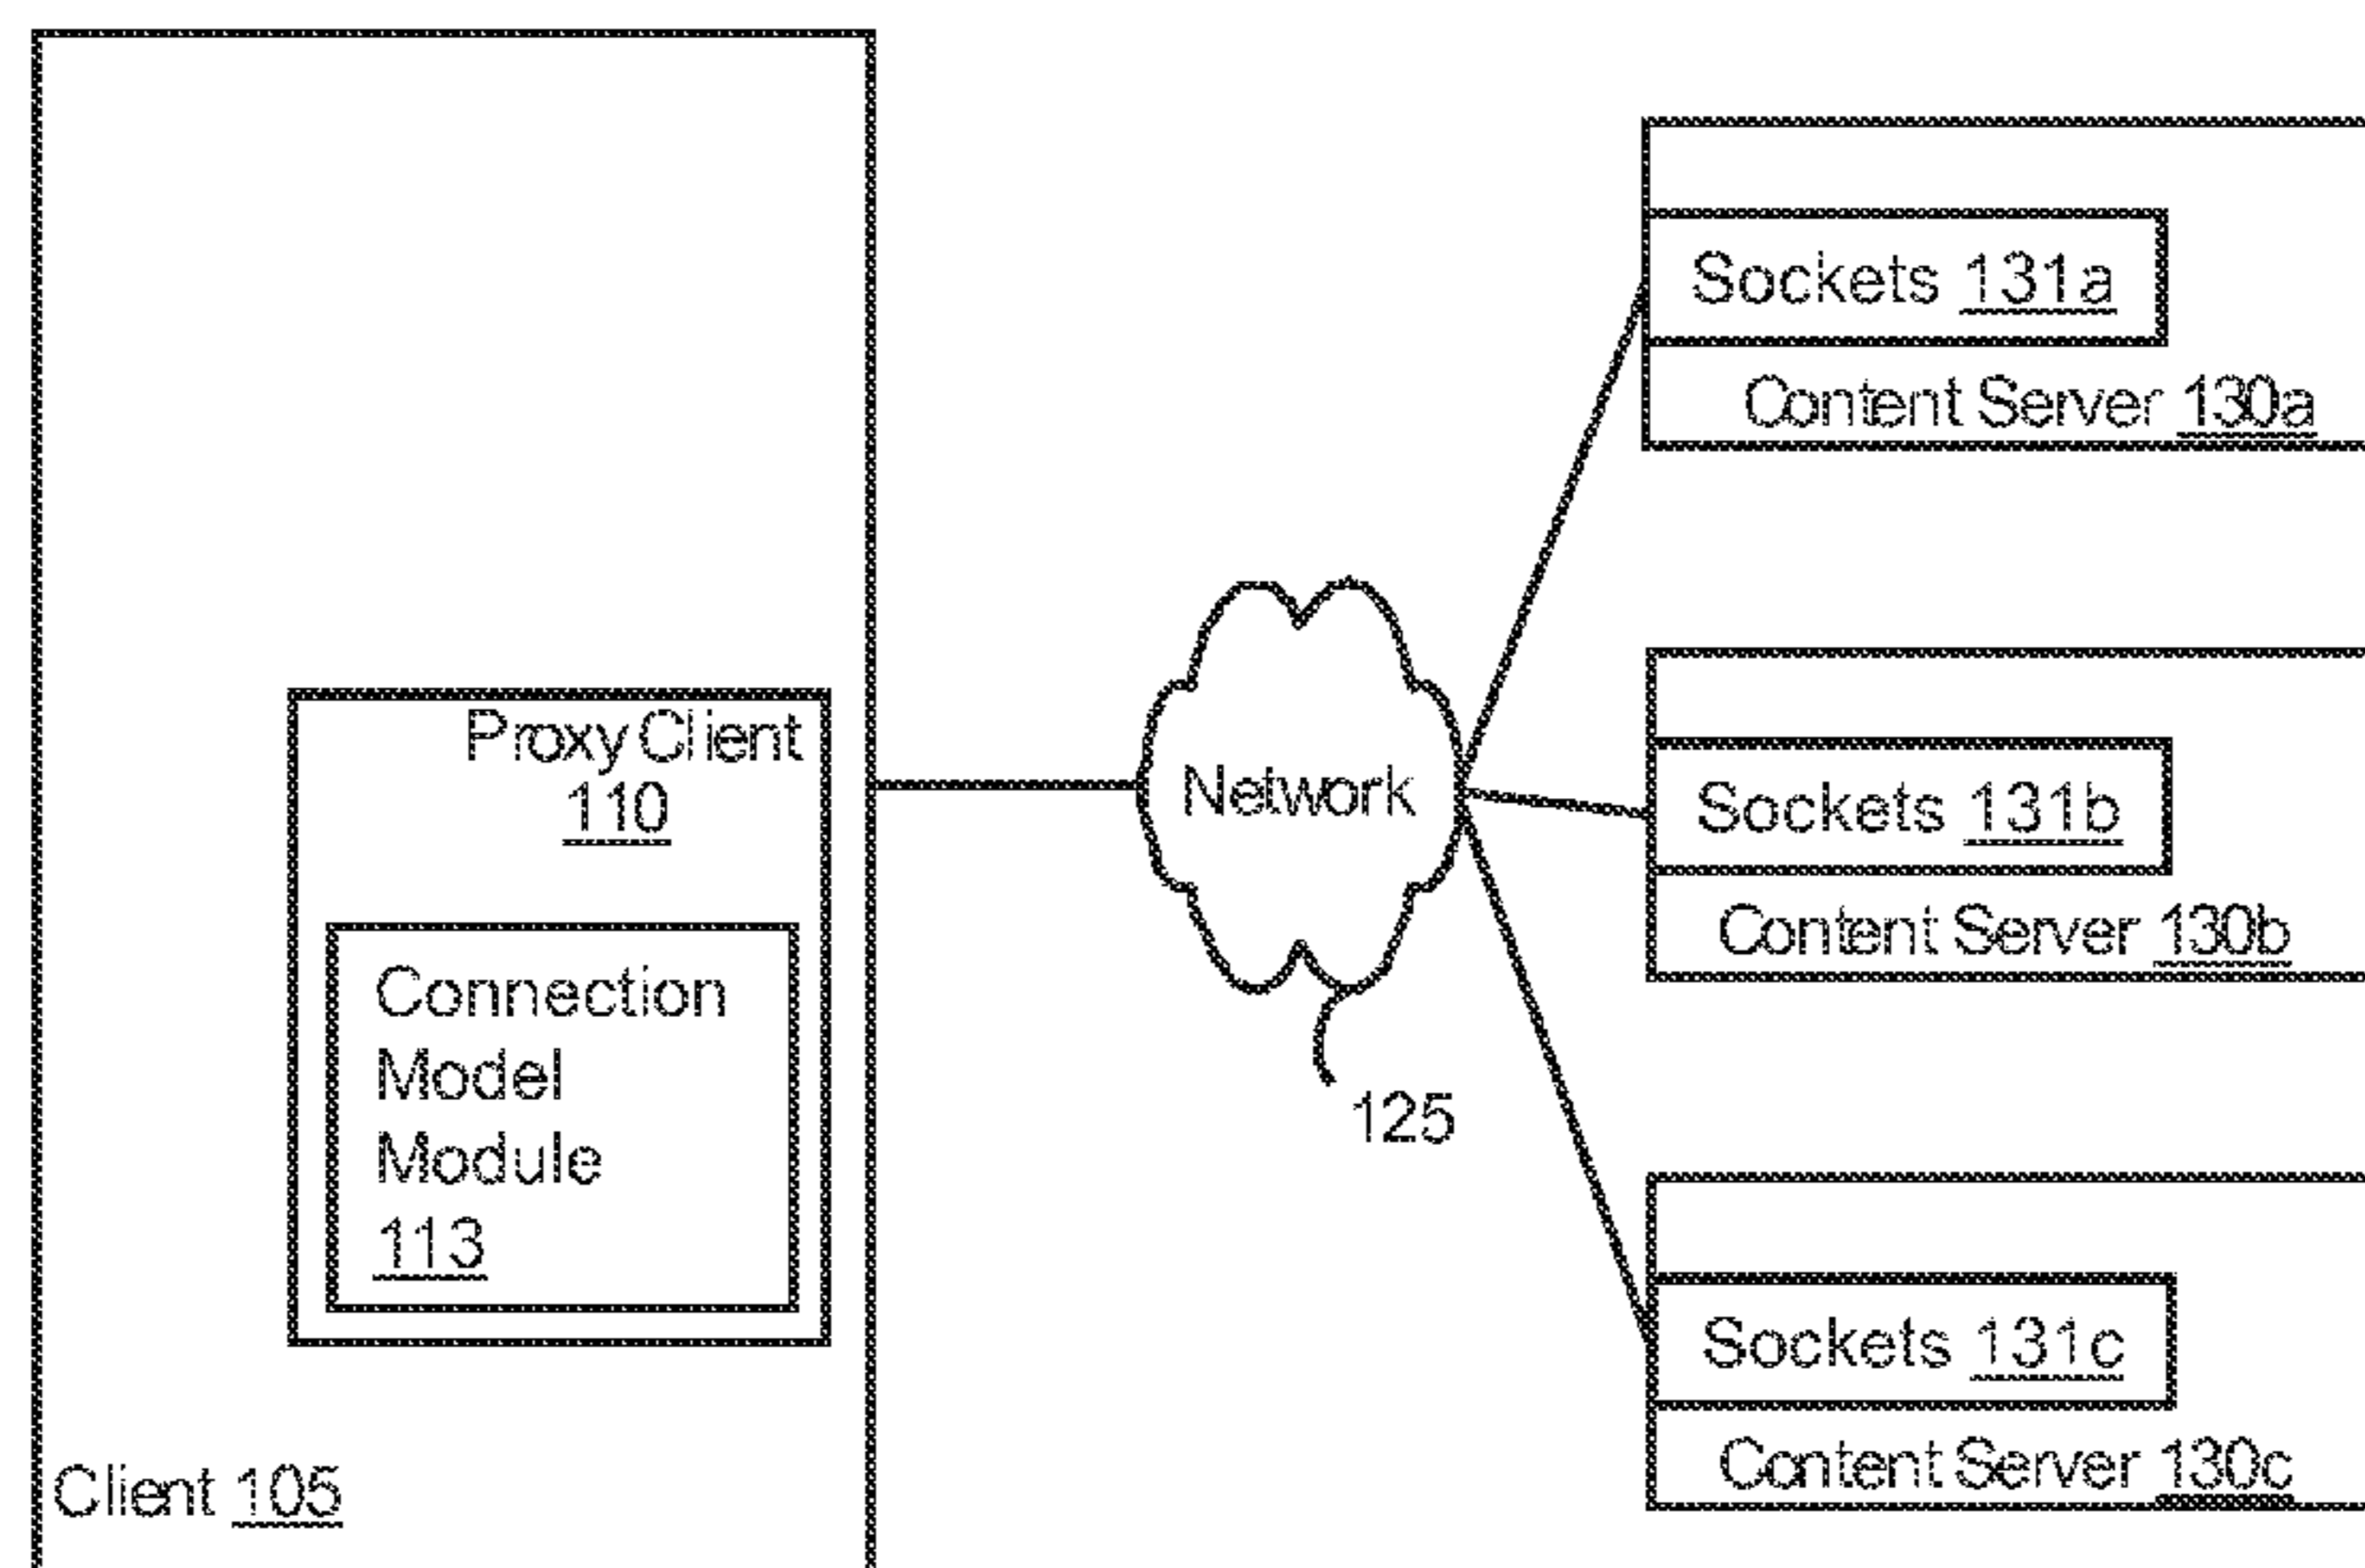 Proxy Client
110
Connection
Model
Module
113
Client 105
Network
125
Sockets 131a
Content Server 130a
Sockets 131b
Content Server 130b
Sockets 131c
Content Server 130c